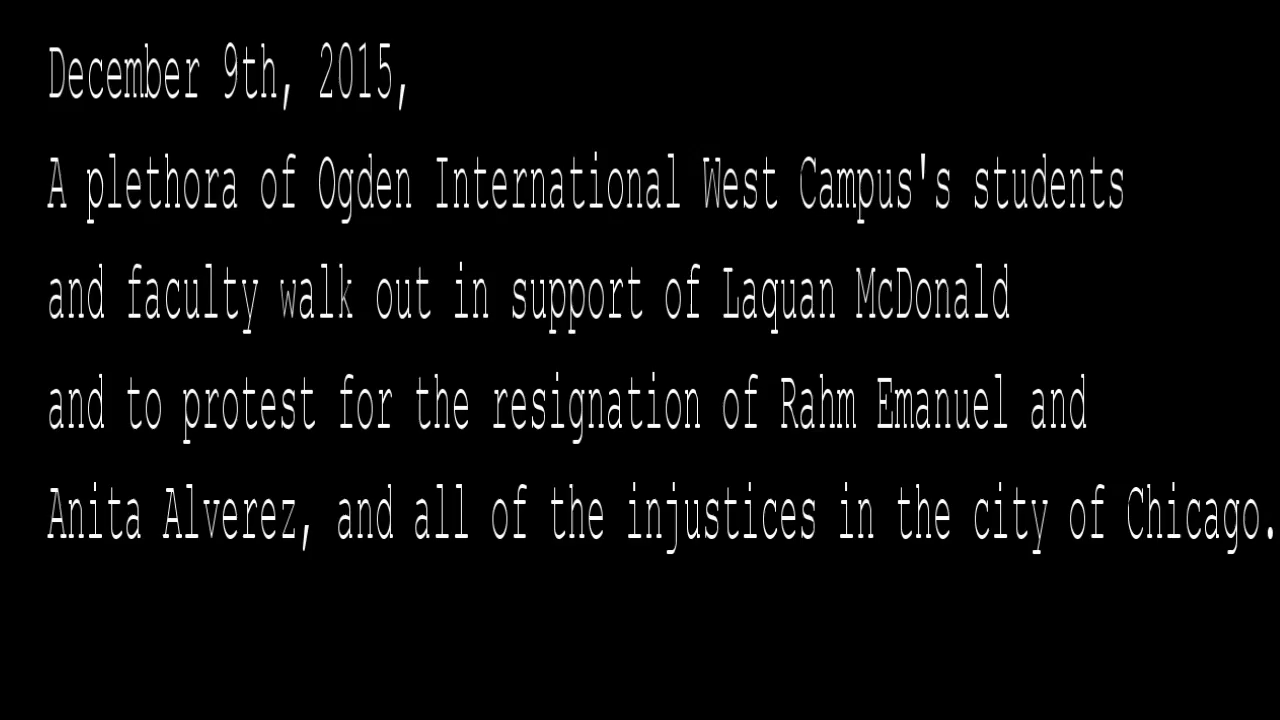 December 9th, 2015,
A plethora of Ogden International West Campus's students
and faculty walk out in support of Laquan McDonald
and to protest for the resignation of Rahm Emanuel and
Anita Alverez, and all of the injustices in the city of Chicago.